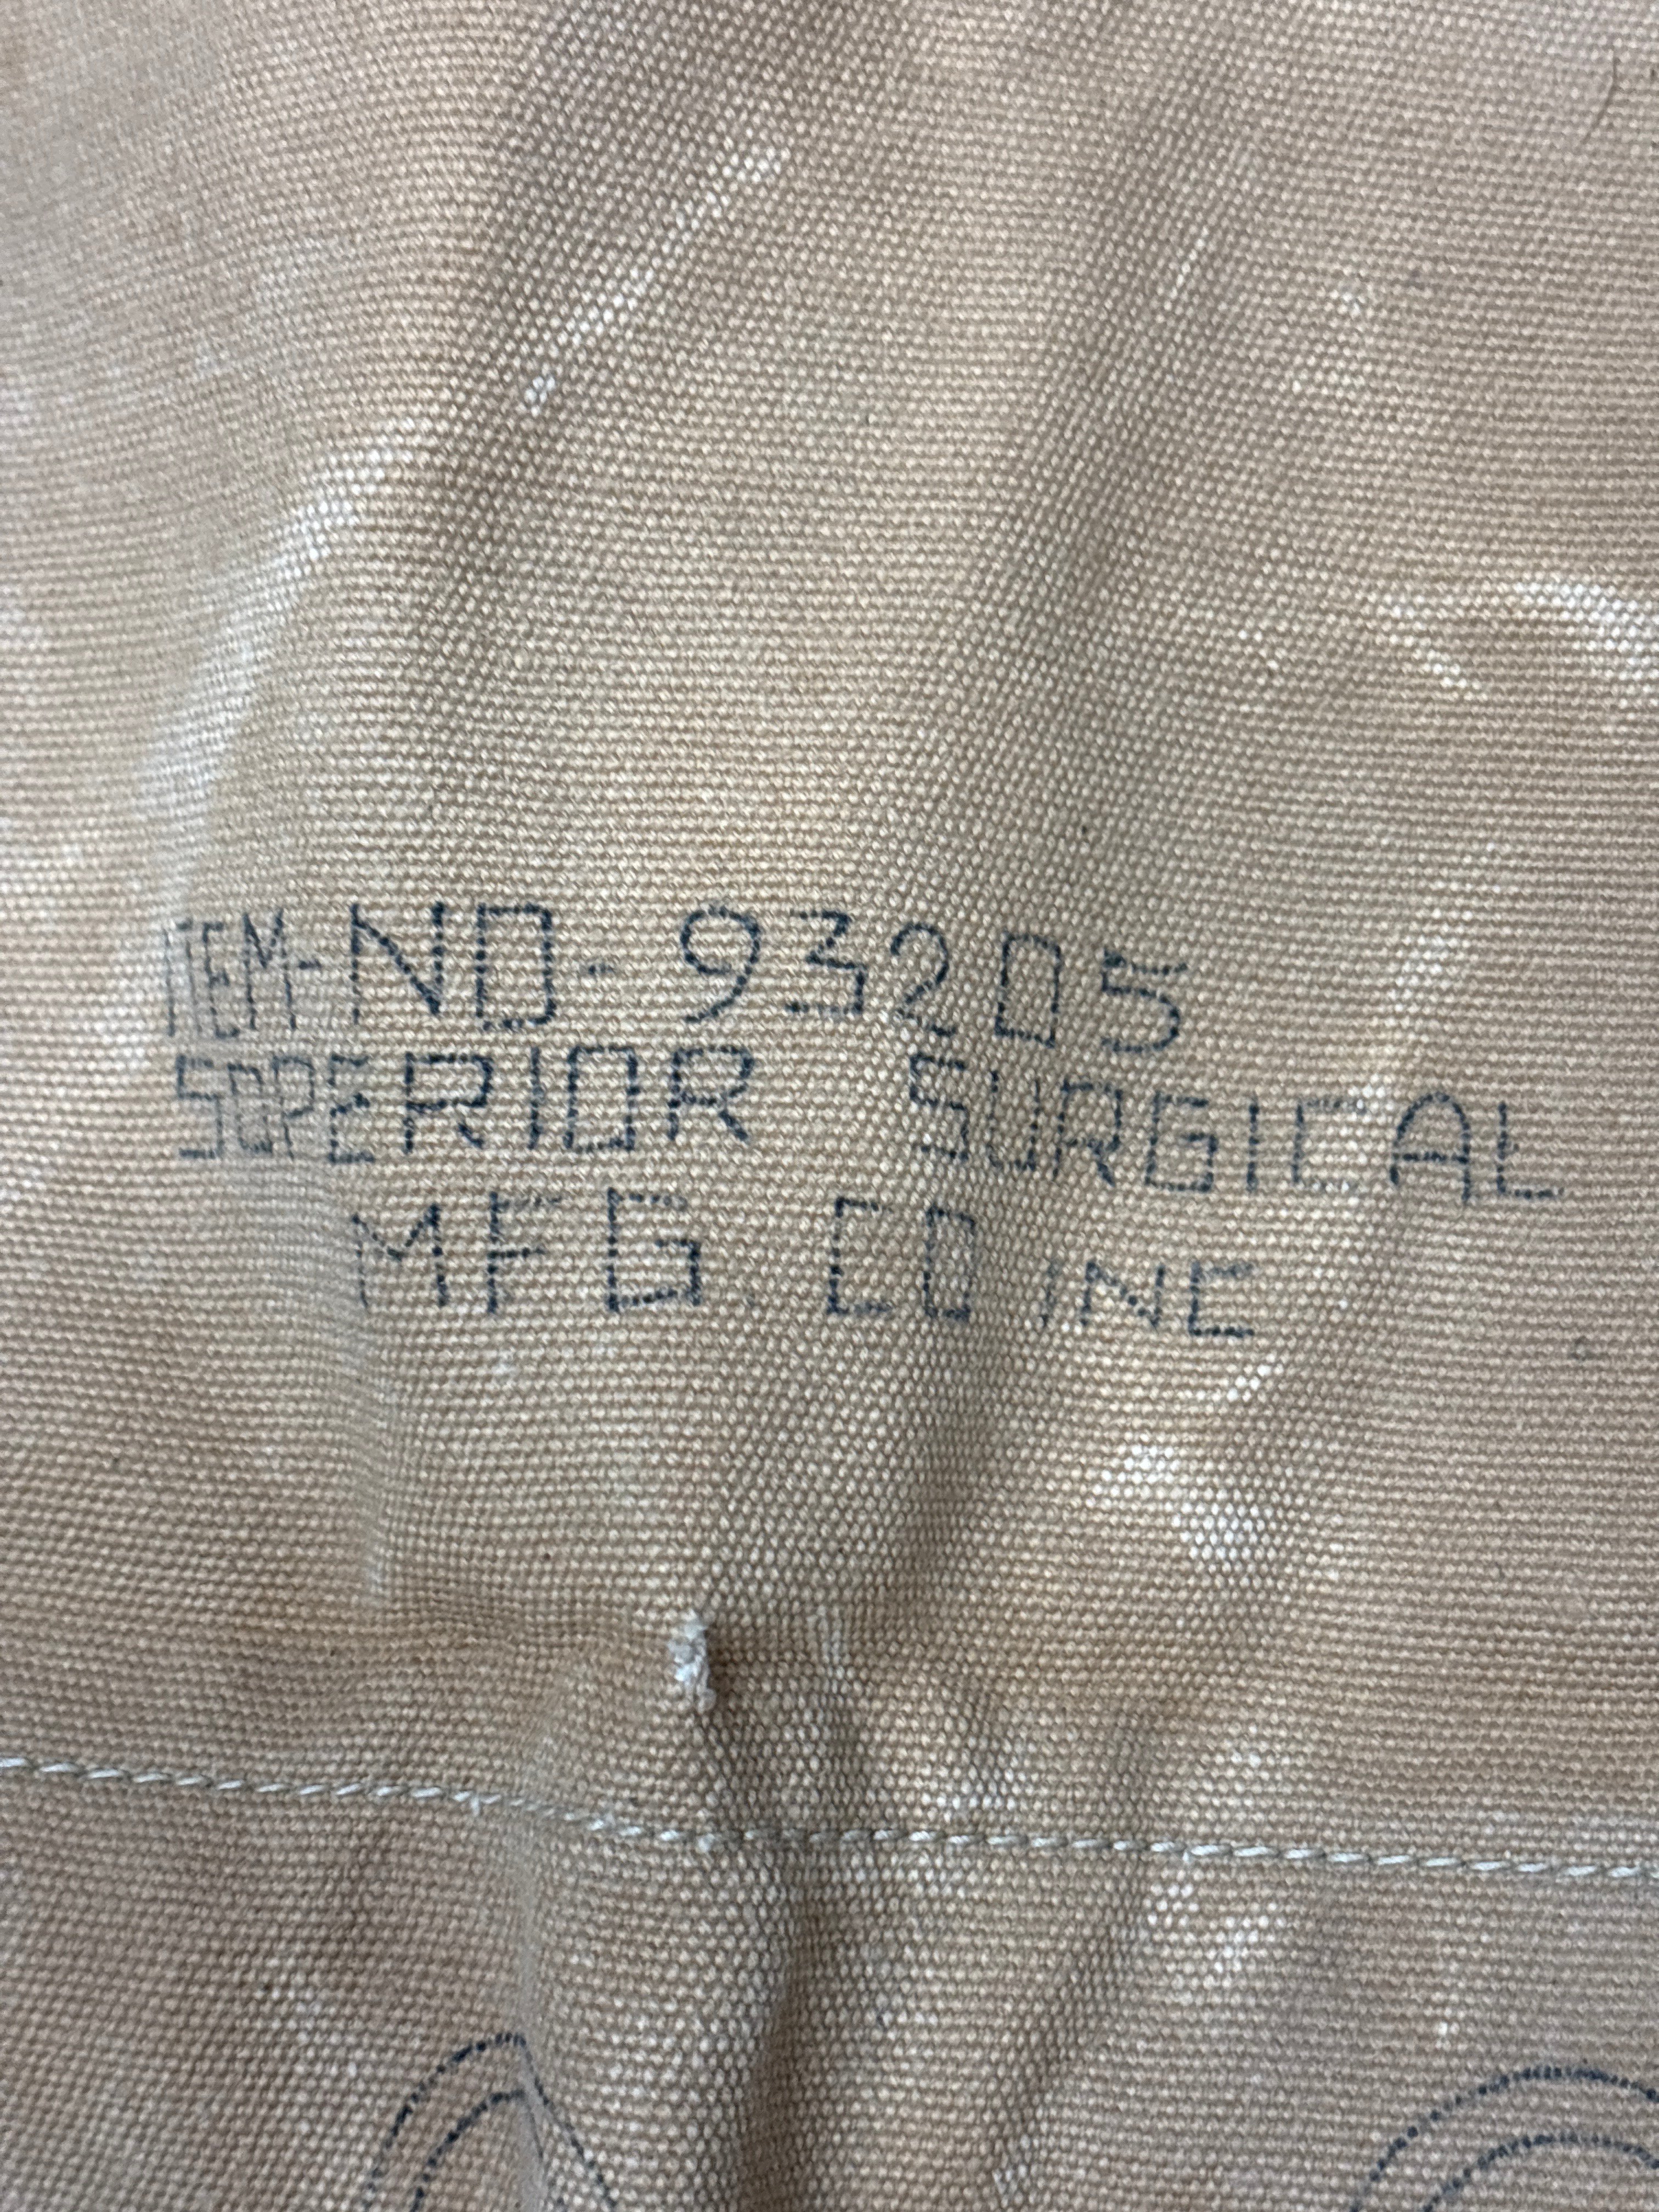 ITEM-NO- 93205
SUPERIOR SURGICAL
MFG. CO INC